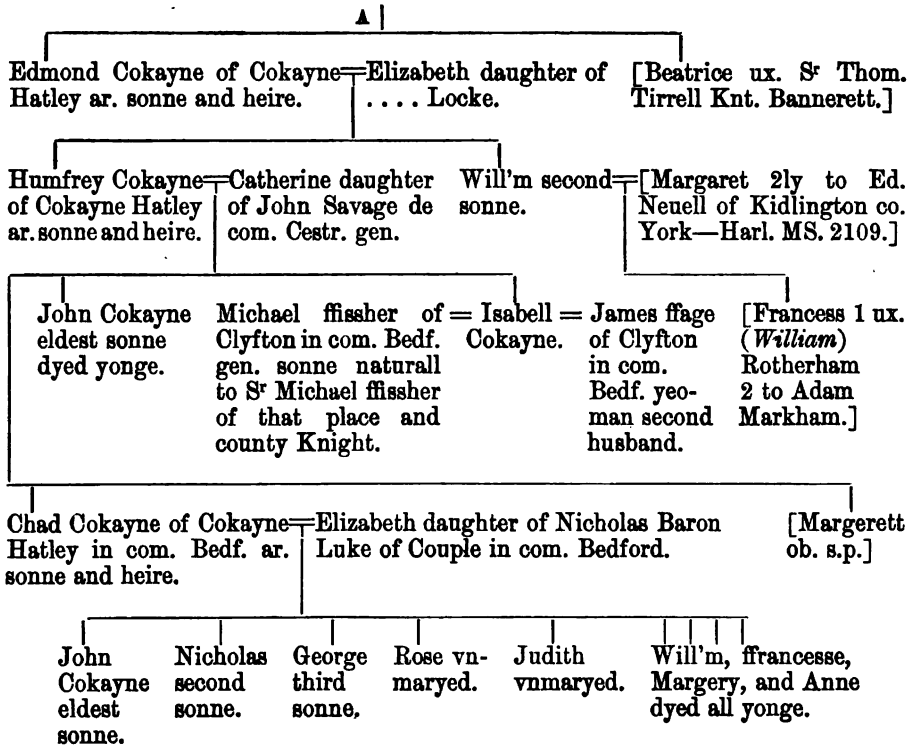 A
Edmond Cokayne of Cokayne
Hatley ar. sonne and heire.
Elizabeth daughter of
.... Locke.
[Beatrice ux. Sʳ Thom.
Tirrell Knt. Bannerett.]
Humfrey Cokayne
of Cokayne Hatley
ar. sonne and heire.
Catherine daughter
of John Savage de
com. Cestr. gen.
Will'm second
sonne.
[Margaret 2ly to Ed.
Neuell of Kidlington co.
York—Harl. MS. 2109.]
John Cokayne
eldest sonne
dyed yonge.
Michael ffissher of
Clyfton in com. Bedf.
gen. sonne naturall
to Sʳ Michael ffissher
of that place and
county Knight.
= Isabell =
Cokayne.
James ffage
of Clyfton
in com.
Bedf. yeo-
man second
husband.
[Francess 1 ux.
(William)
Rotherham
2 to Adam
Markham.]
Chad Cokayne of Cokayne
Hatley in com. Bedf. ar.
sonne and heire.
Elizabeth daughter of Nicholas Baron
Luke of Couple in com. Bedford.
[Margerett
ob. s.p.]
John
Cokayne
eldest
sonne.
Nicholas
second
sonne.
George
third
sonne.
Rose vn-
maryed.
Judith
vnmaryed.
Will'm, ffrancesse,
Margery, and Anne
dyed all yonge.